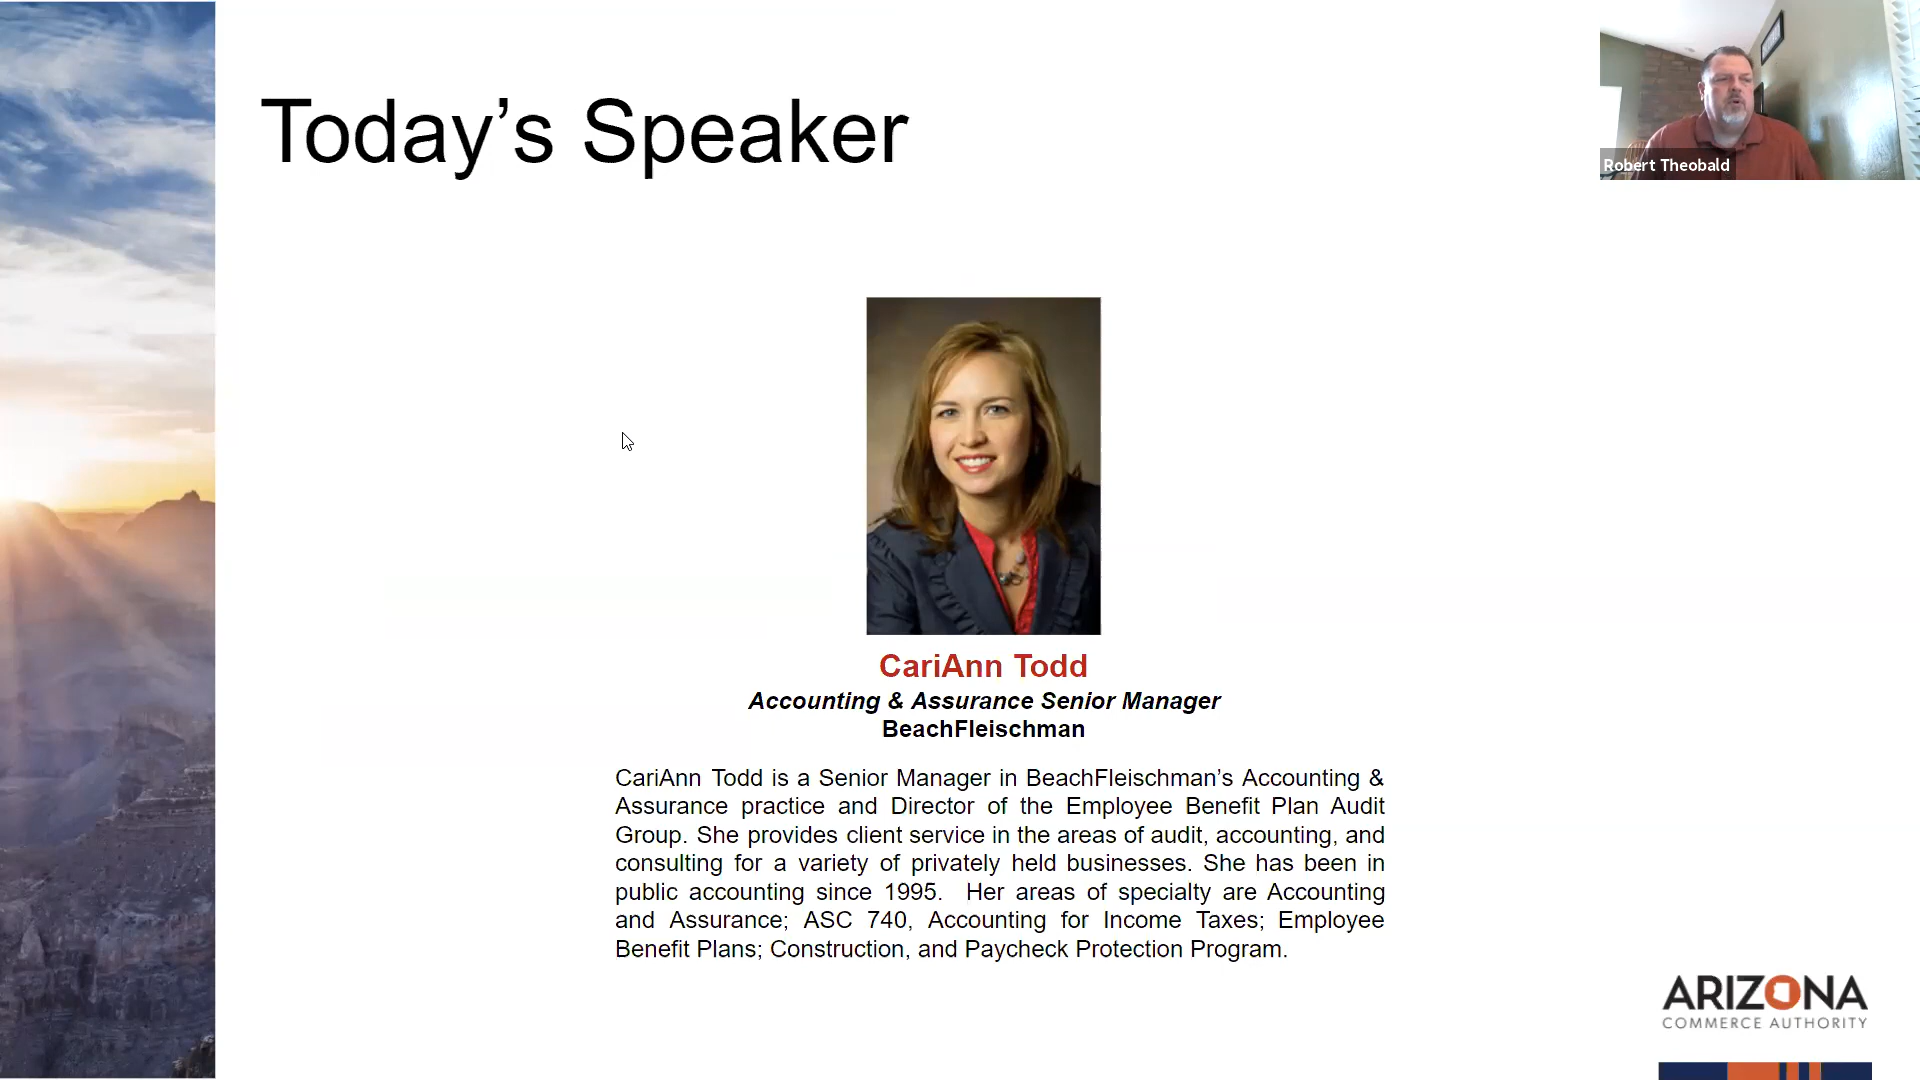 Today’s Speaker
Robert Theobald
CariAnn Todd
Accounting & Assurance Senior Manager
BeachFleischman
CariAnn Todd is a Senior Manager in BeachFleischman’s Accounting &
Assurance practice and Director of the Employee Benefit Plan Audit
Group. She provides client service in the areas of audit, accounting, and
consulting for a variety of privately held businesses. She has been in
public accounting since 1995.  Her areas of specialty are Accounting
and Assurance; ASC 740, Accounting for Income Taxes; Employee
Benefit Plans; Construction, and Paycheck Protection Program.
ARIZONA
COMMERCE AUTHORITY